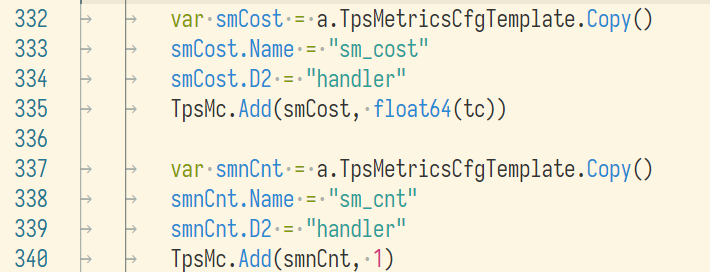 332 var smCost = a.TpsMetricsCfgTemplate.Copy()
333 smCost.Name = "sm_cost"
334 smCost.D2 = "handler"
335 TpsMc.Add(smCost, float64(tc))
336
337 var smnCnt = a.TpsMetricsCfgTemplate.Copy()
338 smnCnt.Name = "sm_cnt"
339 smnCnt.D2 = "handler"
340 TpsMc.Add(smnCnt, 1)